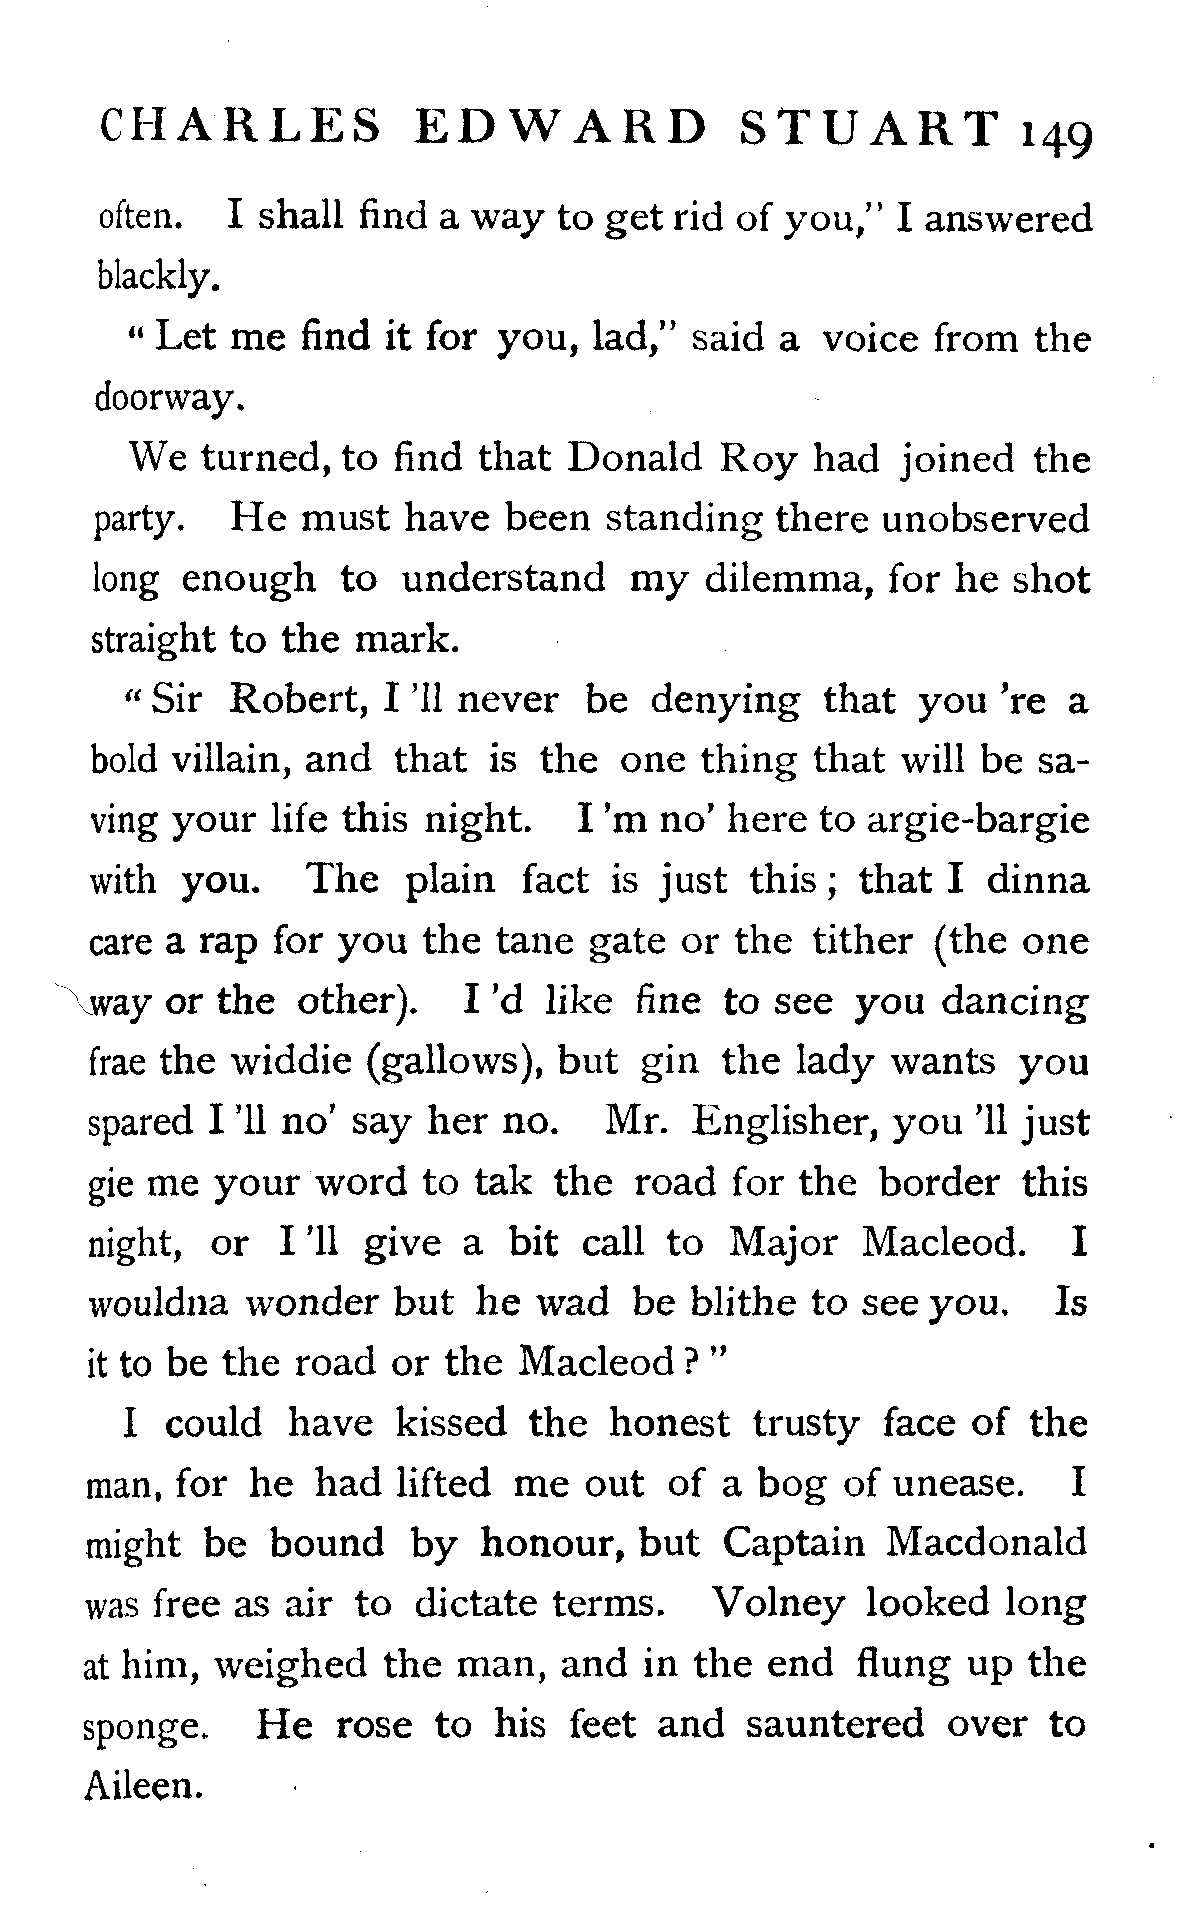 CHARLES EDWARD STUART 149
often. I shall find a way to get rid of you," I answered
blackly.
"Let me find it for you, lad," said a voice from the
doorway.
We turned, to find that Donald Roy had joined the
party. He must have been standing there unobserved
long enough to understand my dilemma, for he shot
straight to the mark.
"Sir Robert, I 'll never be denying that you 're a
bold villain, and that is the one thing that will be sa-
ving your life this night. I 'm no' here to argie-bargie
with you. The plain fact is just this; that I dinna
care a rap for you the tane gate or the tither (the one
way or the other). I 'd like fine to see you dancing
frae the widdie (gallows), but gin the lady wants you
spared I 'll no' say her no. Mr. Englisher, you 'll just
gie me your word to tak the road for the border this
night, or I 'll give a bit call to Major Macleod. I
wouldna wonder but he wad be blithe to see you. Is
it to be the road or the Macleod?"
I could have kissed the honest trusty face of the
man, for he had lifted me out of a bog of unease. I
might be bound by honour, but Captain Macdonald
was free as air to dictate terms. Volney looked long
at him, weighed the man, and in the end flung up the
sponge. He rose to his feet and sauntered over to
Aileen.